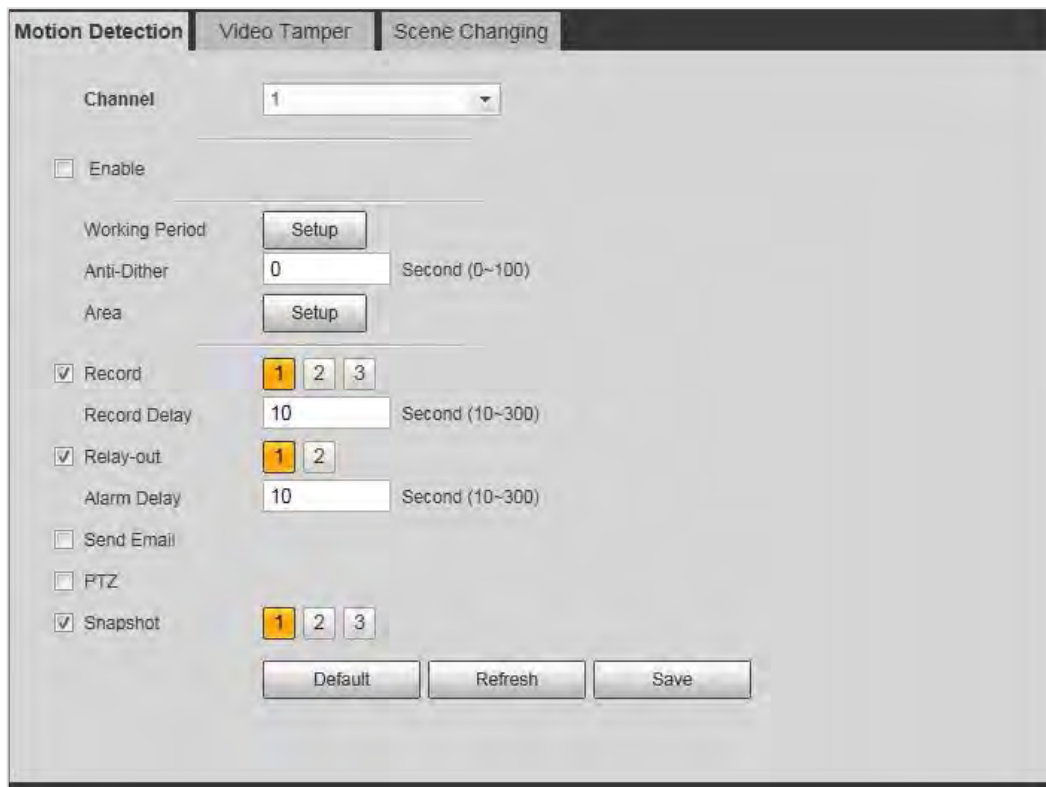 Motion Detection Video Tamper Scene Changing
Channel 1
Enable
Working Period Setup
Anti-Dither 0 Second (0~100)
Area Setup
Record 1 2 3
Record Delay 10 Second (10~300)
Relay-out 1 2
Alarm Delay 10 Second (10~300)
Send Email
PTZ
Snapshot 1 2 3
Default Refresh Save